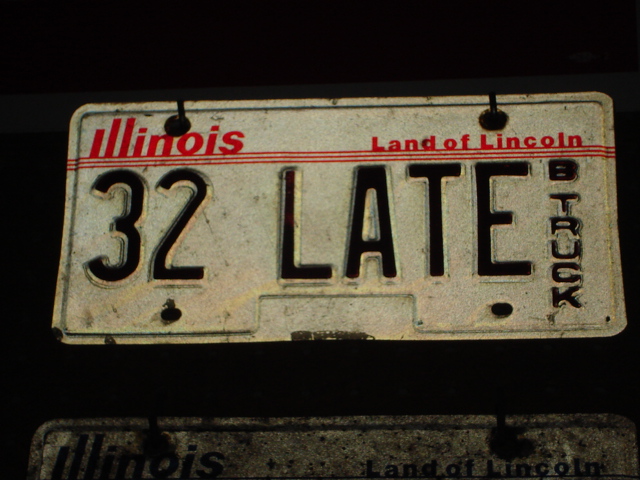 Illinois Land of Lincoln
32 LATE
B TRUCK
Illinois Land of Lincoln